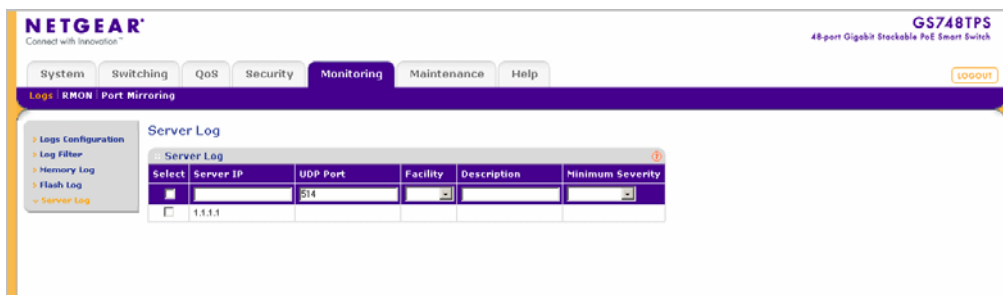 NETGEAR
Connect with Innovation™
GS748TPS
48-port Gigabit Stackable PoE Smart Switch
System Switching QoS Security Monitoring Maintenance Help
LOGOUT
Logs RMON Port Mirroring
Logs Configuration
Log Filter
Memory Log
Flash Log
Server Log
Server Log
Server Log
Select Server IP UDP Port Facility Description Minimum Severity
514
1.1.1.1